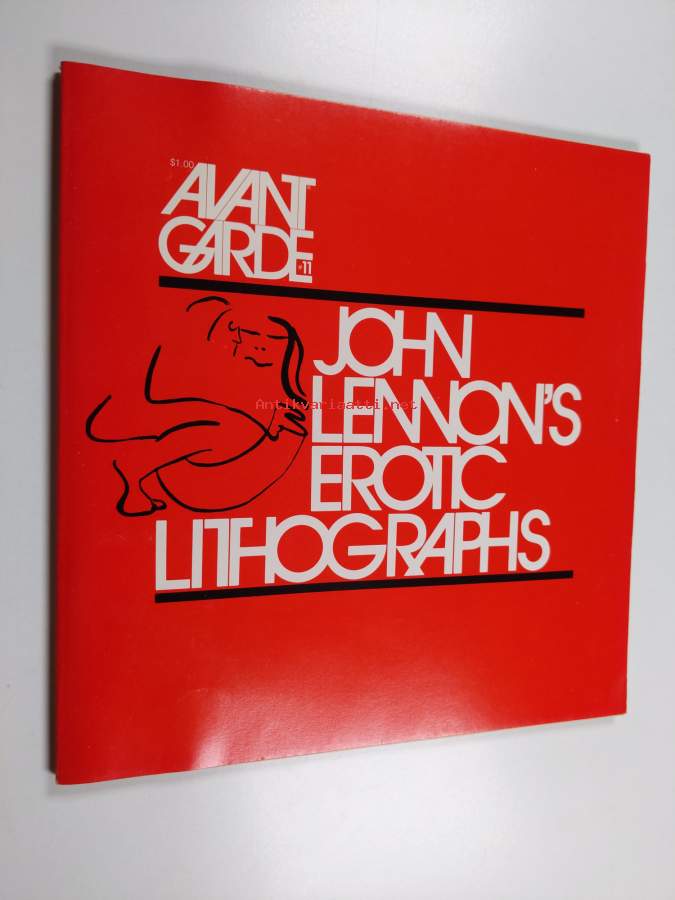 $1.00
AVANT
GARDE #11
JOHN
LENNON'S
EROTIC
LITHOGRAPHS
Antikvariaatti.net